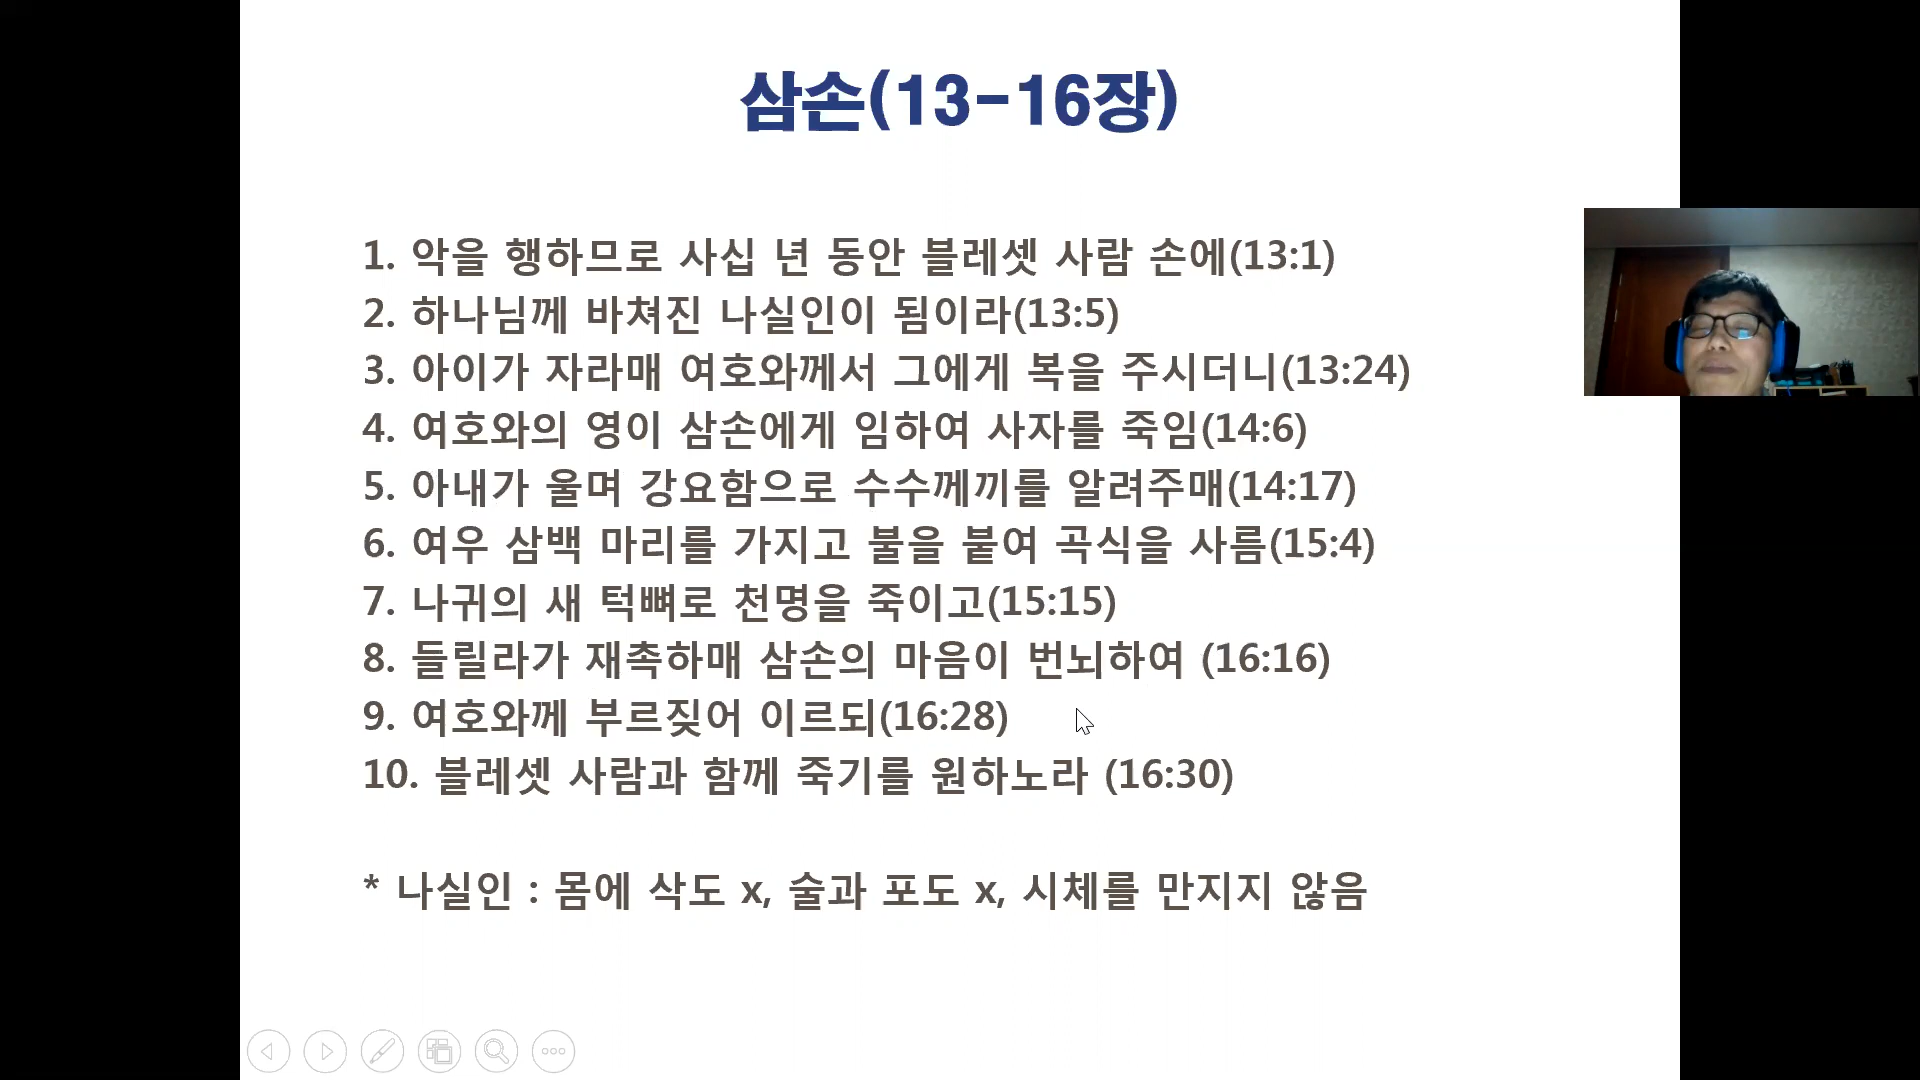 삼손(13-16장)
1. 악을 행하므로 사십 년 동안 블레셋 사람 손에(13:1)
2. 하나님께 바쳐진 나실인이 됨이라(13:5)
3. 아이가 자라매 여호와께서 그에게 복을 주시더니(13:24)
4. 여호와의 영이 삼손에게 임하여 사자를 죽임(14:6)
5. 아내가 울며 강요함으로 수수께끼를 알려주매(14:17)
6. 여우 삼백 마리를 가지고 불을 붙여 곡식을 사름(15:4)
7. 나귀의 새 턱뼈로 천명을 죽이고(15:15)
8. 들릴라가 재촉하매 삼손의 마음이 번뇌하여 (16:16)
9. 여호와께 부르짖어 이르되(16:28)
10. 블레셋 사람과 함께 죽기를 원하노라 (16:30)
* 나실인 : 몸에 삭도 x, 술과 포도 x, 시체를 만지지 않음